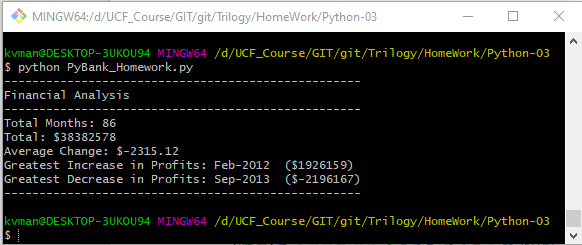 MINGW64:/d/UCF_Course/GIT/git/Trilogy/HomeWork/Python-03
kvman@DESKTOP-3UKOU94 MINGW64 /d/UCF_Course/GIT/git/Trilogy/HomeWork/Python-03
$ python PyBank_Homework.py
---------------------------------------------------
Financial Analysis
---------------------------------------------------
Total Months: 86
Total: $38382578
Average Change: $-2315.12
Greatest Increase in Profits: Feb-2012  ($1926159)
Greatest Decrease in Profits: Sep-2013  ($-2196167)
---------------------------------------------------
kvman@DESKTOP-3UKOU94 MINGW64 /d/UCF_Course/GIT/git/Trilogy/HomeWork/Python-03
$